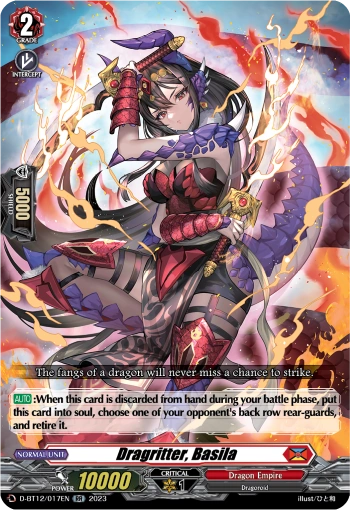 2
GRADE
INTERCEPT
5000
SHIELD
The fangs of a dragon will never miss a chance to strike.
AUTO :When this card is discarded from hand during your battle phase, put
this card into soul, choose one of your opponent's back row rear-guards,
and retire it.
NORMAL UNIT
Dragritter, Basila
POWER 10000 CRITICAL 1
Dragon Empire
Dragoroid
D-BT12/017EN RR 2023 illust/ひと和